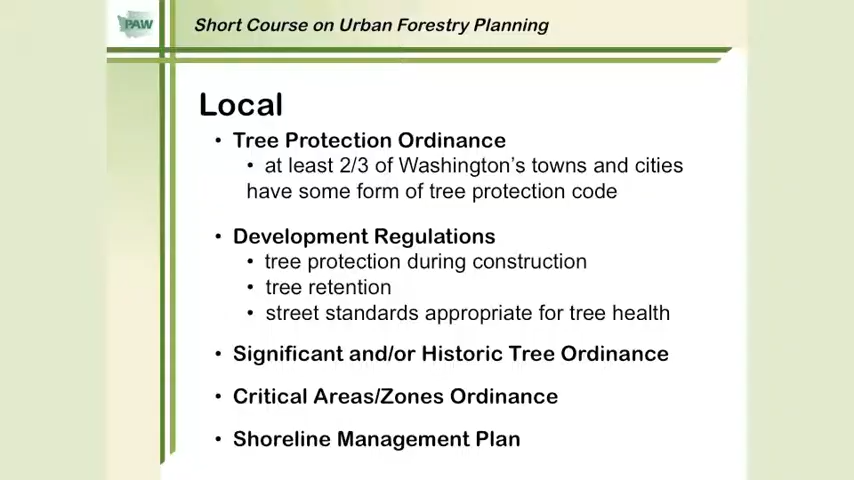 PAW
Short Course on Urban Forestry Planning
Local
• Tree Protection Ordinance
• at least 2/3 of Washington's towns and cities
have some form of tree protection code
• Development Regulations
• tree protection during construction
• tree retention
• street standards appropriate for tree health
• Significant and/or Historic Tree Ordinance
• Critical Areas/Zones Ordinance
• Shoreline Management Plan